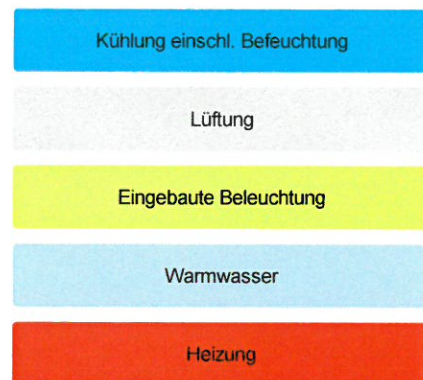 Kühlung einschl. Befeuchtung
Lüftung
Eingebaute Beleuchtung
Warmwasser
Heizung